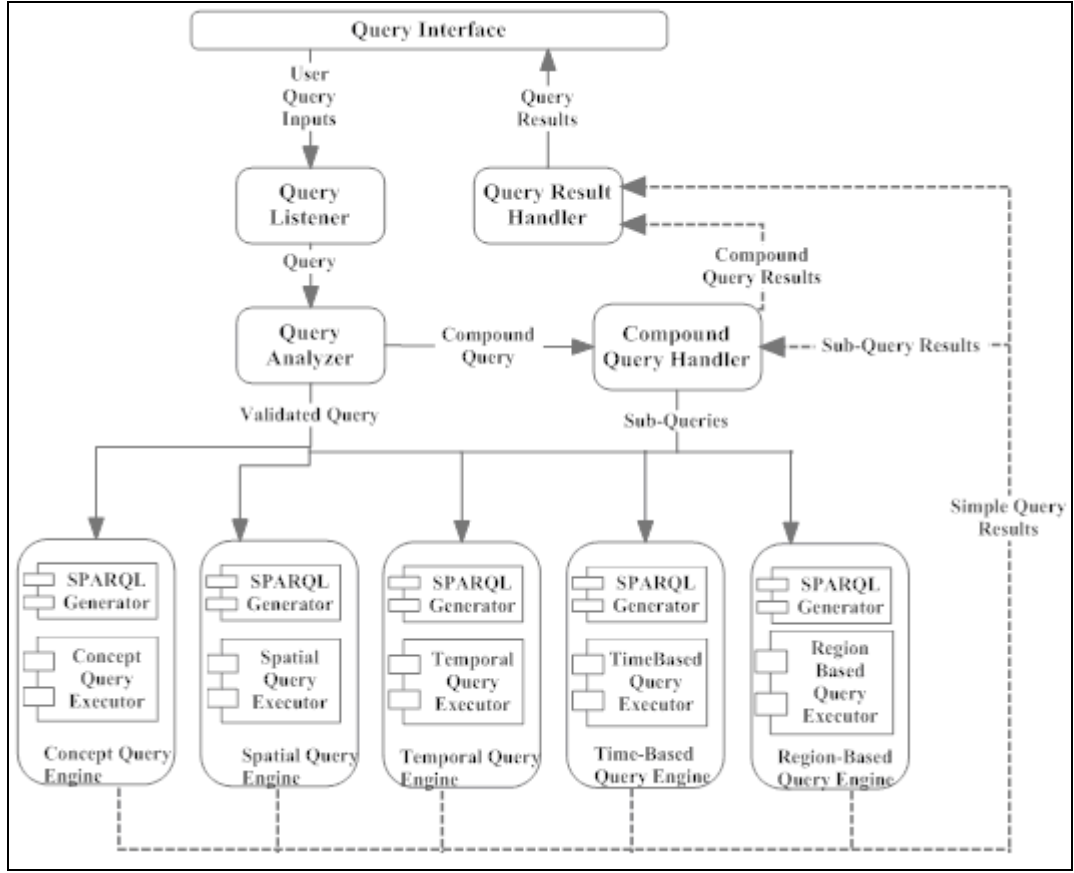 Query Interface
User
Query
Inputs
Query
Results
Query
Listener
Query Result
Handler
Query
Compound
Query Results
Query
Analyzer
Compound
Query
Compound
Query Handler
Sub-Query Results
Validated Query
Sub-Queries
Simple Query
Results
SPARQL
Generator
Concept
Query
Executor
Concept Query
Engine
SPARQL
Generator
Spatial
Query
Executor
Spatial Query
Engine
SPARQL
Generator
Temporal
Query
Executor
Temporal Query
Engine
SPARQL
Generator
TimeBased
Query
Executor
Time-Based
Query Engine
SPARQL
Generator
Region
Based
Query
Executor
Region-Based
Query Engine